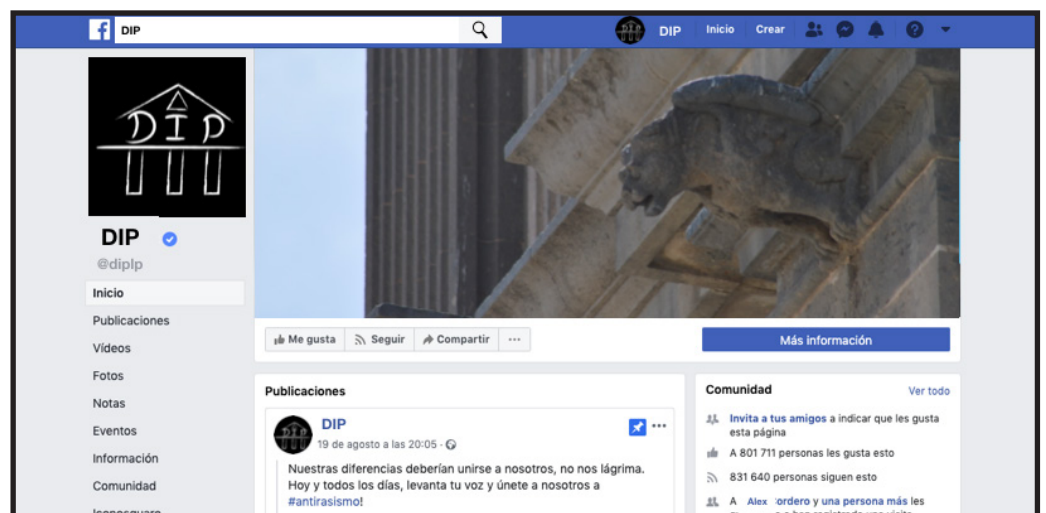 DIP
DIP
Inicio
Crear
DIP
DIP
@diplp
Inicio
Publicaciones
Vídeos
Fotos
Notas
Eventos
Información
Comunidad
Me gusta
Seguir
Compartir
Más información
Publicaciones
DIP
19 de agosto a las 20:05
Nuestras diferencias deberían unirse a nosotros, no nos lágrima.
Hoy y todos los días, levanta tu voz y únete a nosotros a
#antirasismo!
Comunidad
Ver todo
Invita a tus amigos a indicar que les gusta
esta página
A 801 711 personas les gusta esto
831 640 personas siguen esto
A Alex ordero y una persona más les